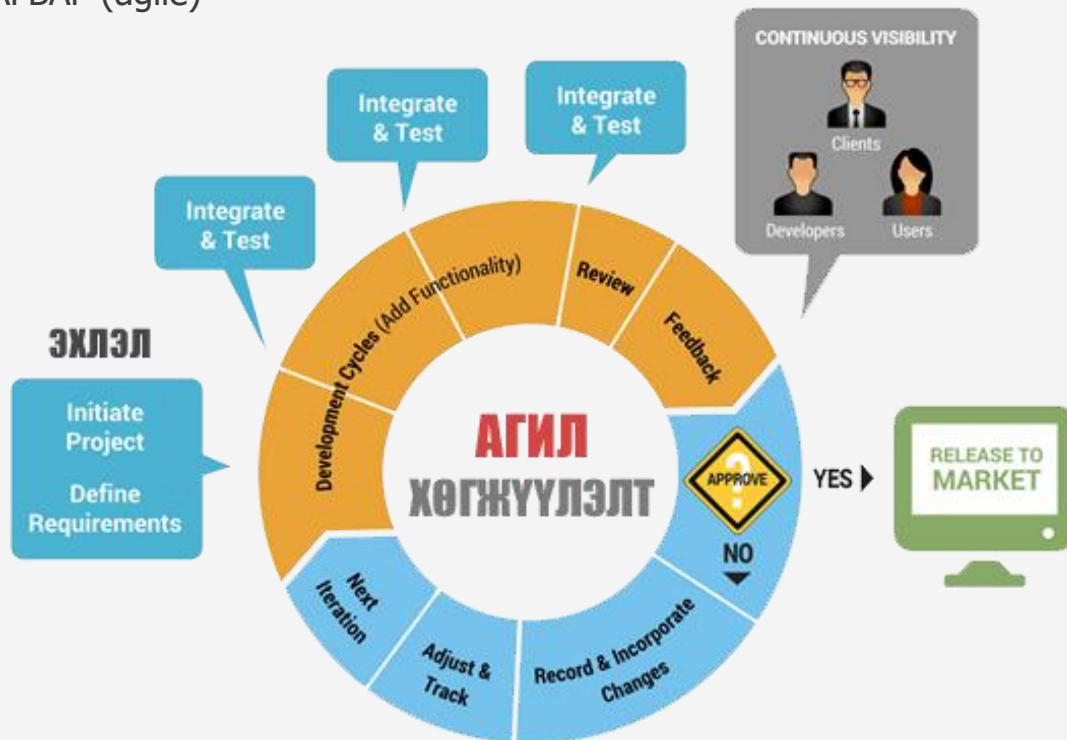 (agile)
CONTINUOUS VISIBILITY
Clients
Developers
Users
Integrate
& Test
Integrate
& Test
Integrate
& Test
ЭХЛЭЛ
Initiate
Project
Define
Requirements
Development Cycles (Add Functionality)
Review
Feedback
АГИЛ
ХӨГЖҮҮЛЭЛТ
?
APPROVE
YES
NO
RELEASE TO
MARKET
Record & Incorporate
Changes
Adjust &
Track
Next
Iteration